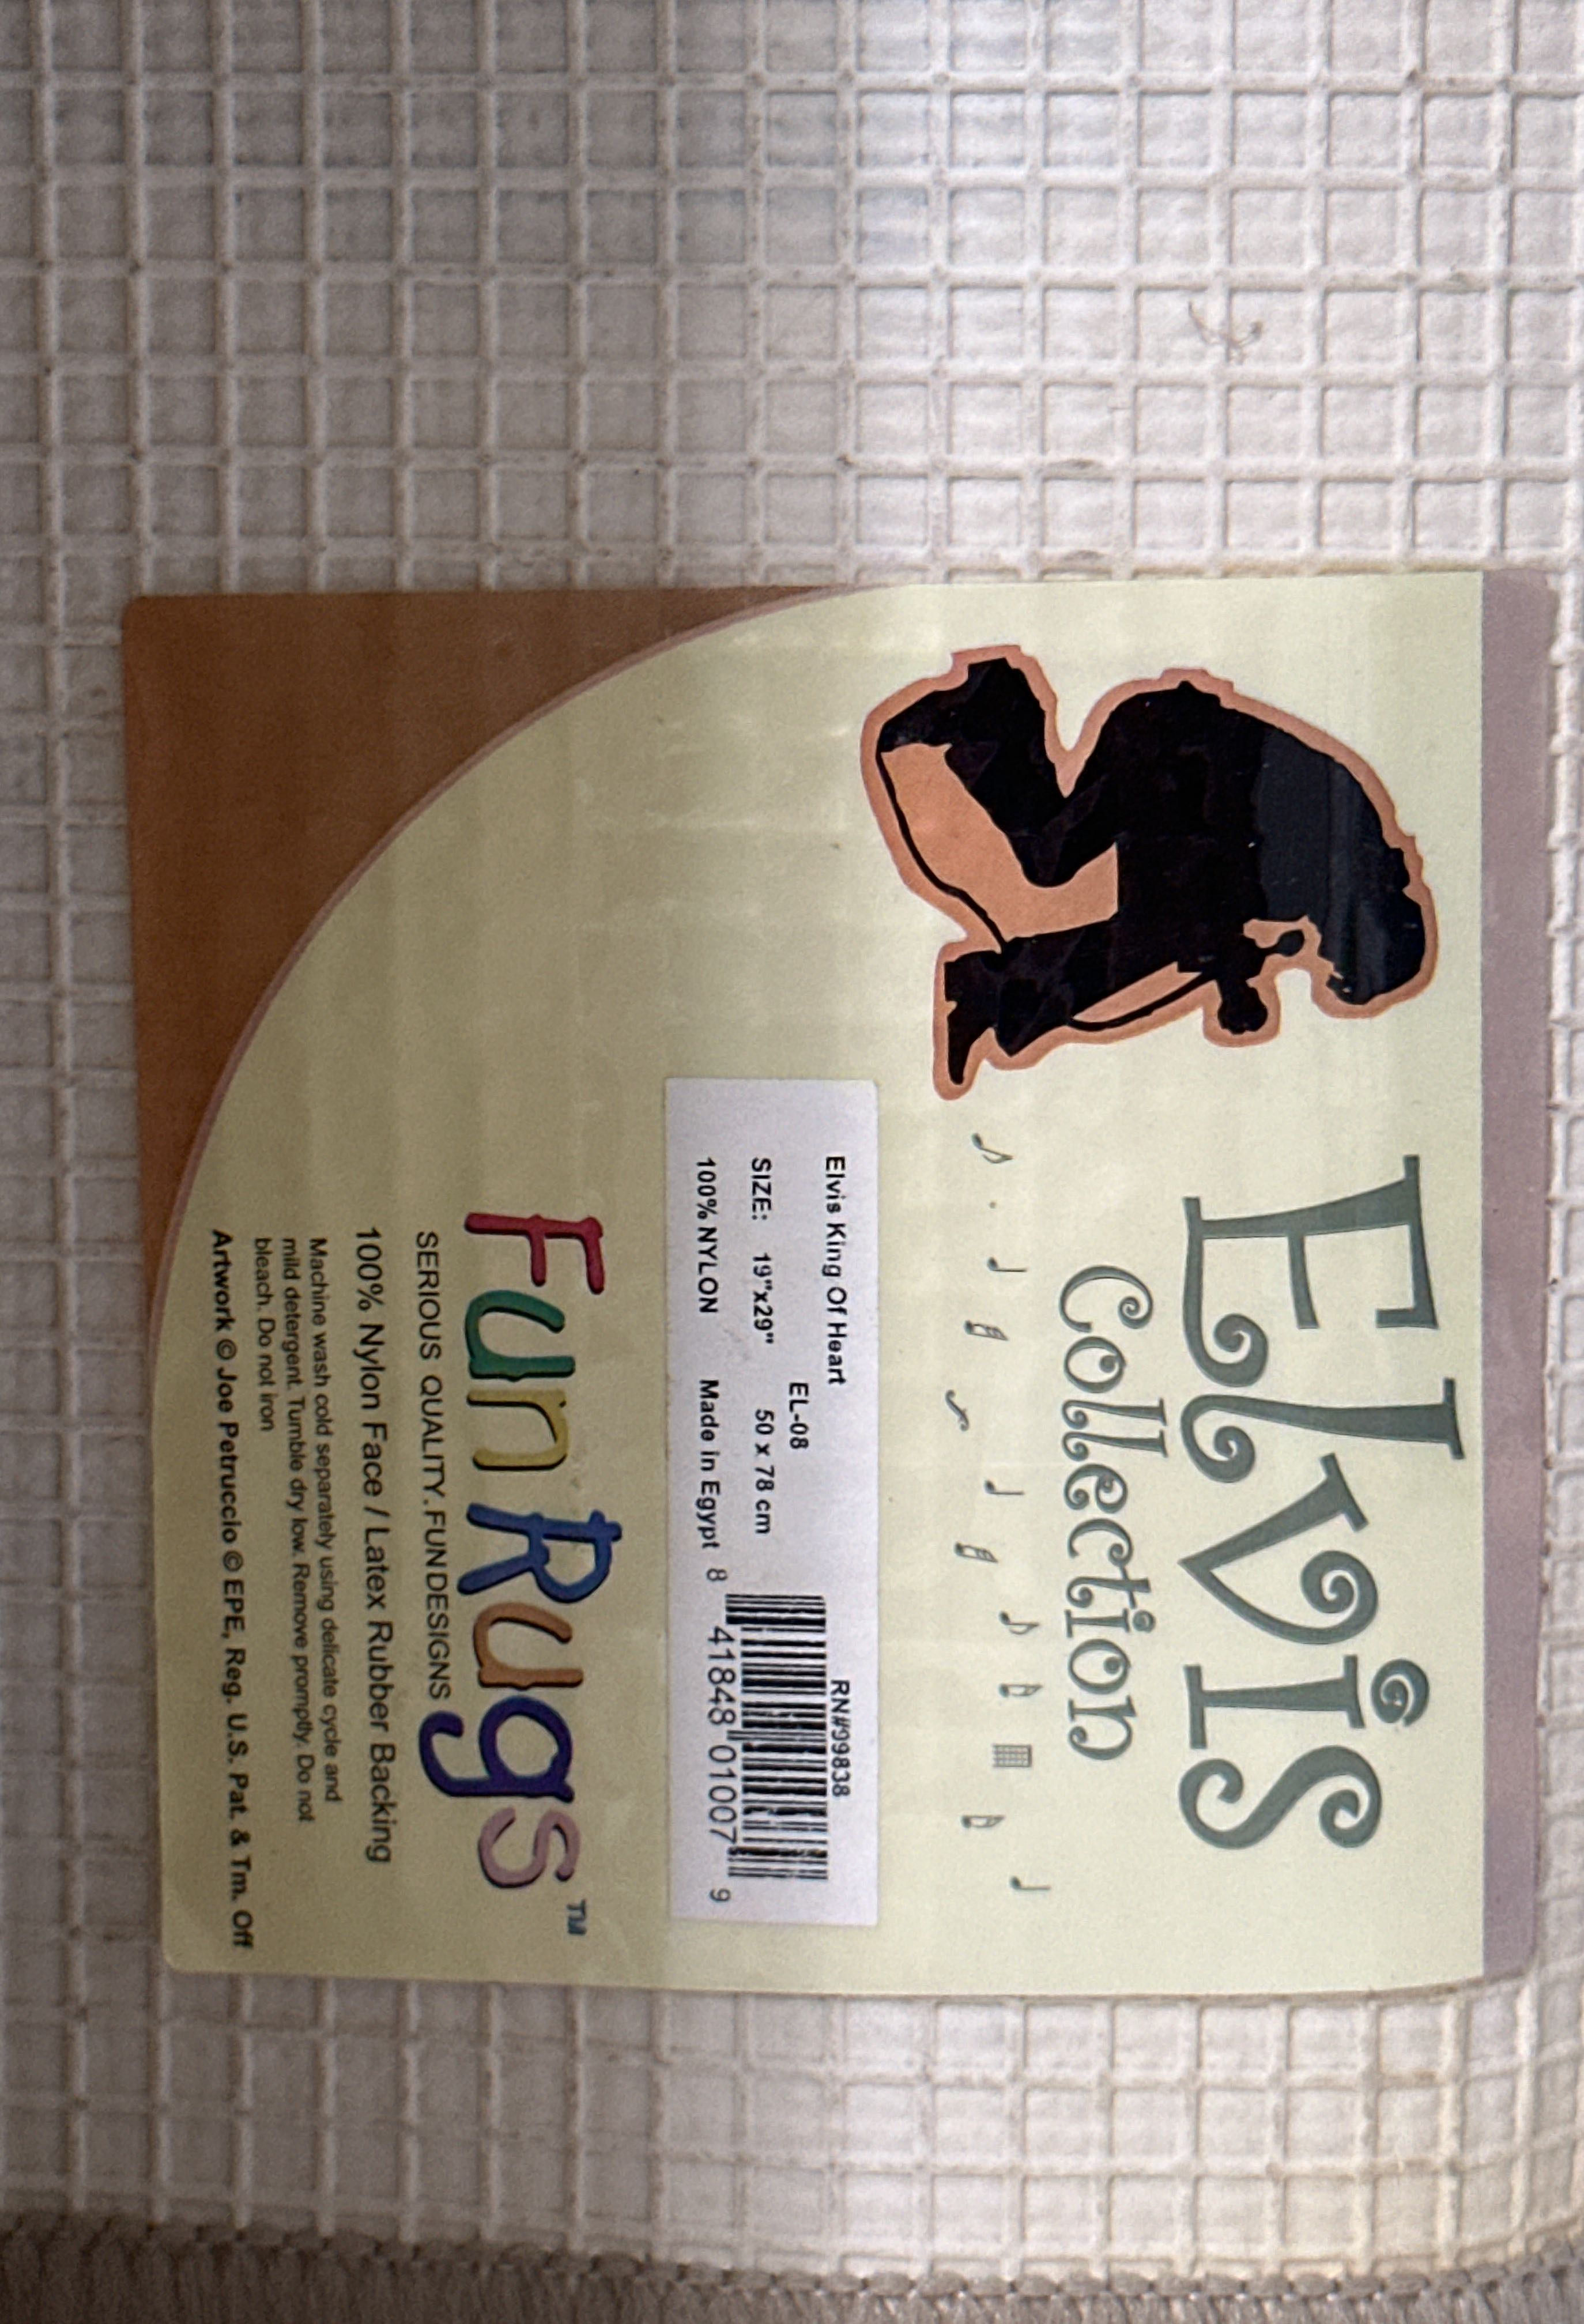 Elvis
Collection
Elvis King Of Heart
RN#99838
EL-08
SIZE: 19"x29" 50 x 78 cm
100% NYLON Made in Egypt
8 41848 01007 9
Fun Rugs™
SERIOUS QUALITY.FUN DESIGNS
100% Nylon Face / Latex Rubber Backing
Machine wash cold separately using delicate cycle and
mild detergent. Tumble dry low. Remove promptly. Do not
bleach. Do not iron
Artwork © Joe Petruccio © EPE, Reg. U.S. Pat. & Tm. Off